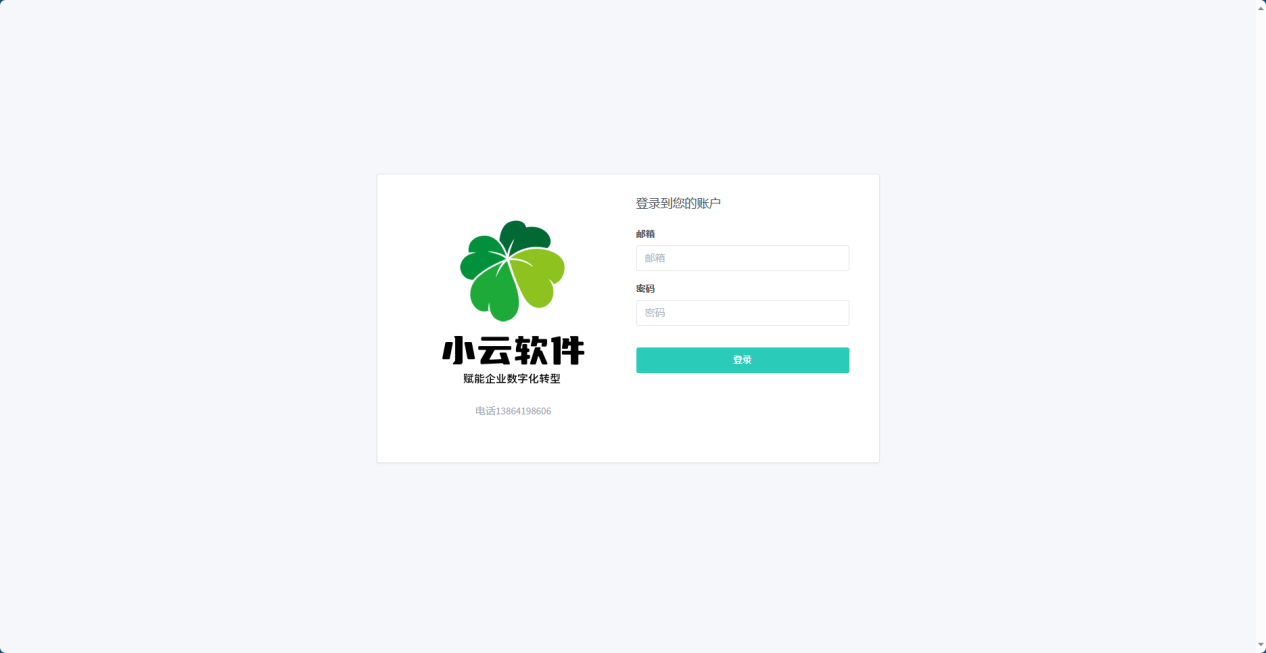 小云软件
赋能企业数字化转型
电话13864198606
登录到您的账户
邮箱
邮箱
密码
密码
登录